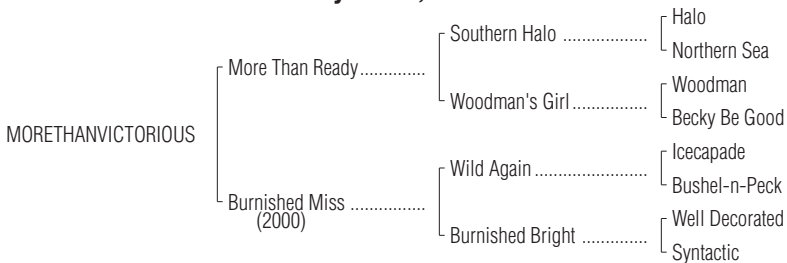 Halo
Southern Halo ..................
Northern Sea
More Than Ready..............
Woodman
Woodman's Girl................
Becky Be Good
MORETHANVICTORIOUS
Icecapade
Wild Again .......................
Bushel-n-Peck
Burnished Miss ................
(2000)
Well Decorated
Burnished Bright ..............
Syntactic